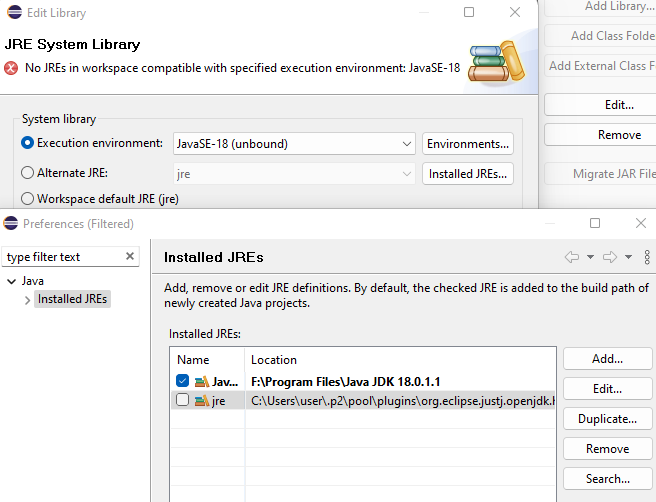 Edit Library
JRE System Library
No JREs in workspace compatible with specified execution environment: JavaSE-18
System library
Execution environment:
JavaSE-18 (unbound)
Environments...
Alternate JRE:
jre
Installed JREs...
Workspace default JRE (jre)
Add Library...
Add Class Folde
Add External Class F
Edit...
Remove
Migrate JAR File
Preferences (Filtered)
type filter text
Java
Installed JREs
Installed JREs
Add, remove or edit JRE definitions. By default, the checked JRE is added to the build path of
newly created Java projects.
Installed JREs:
Name Location
Jav... F:\Program Files\Java JDK 18.0.1.1
jre C:\Users\user\.p2\pool\plugins\org.eclipse.justj.openjdk.h
Add...
Edit...
Duplicate...
Remove
Search...